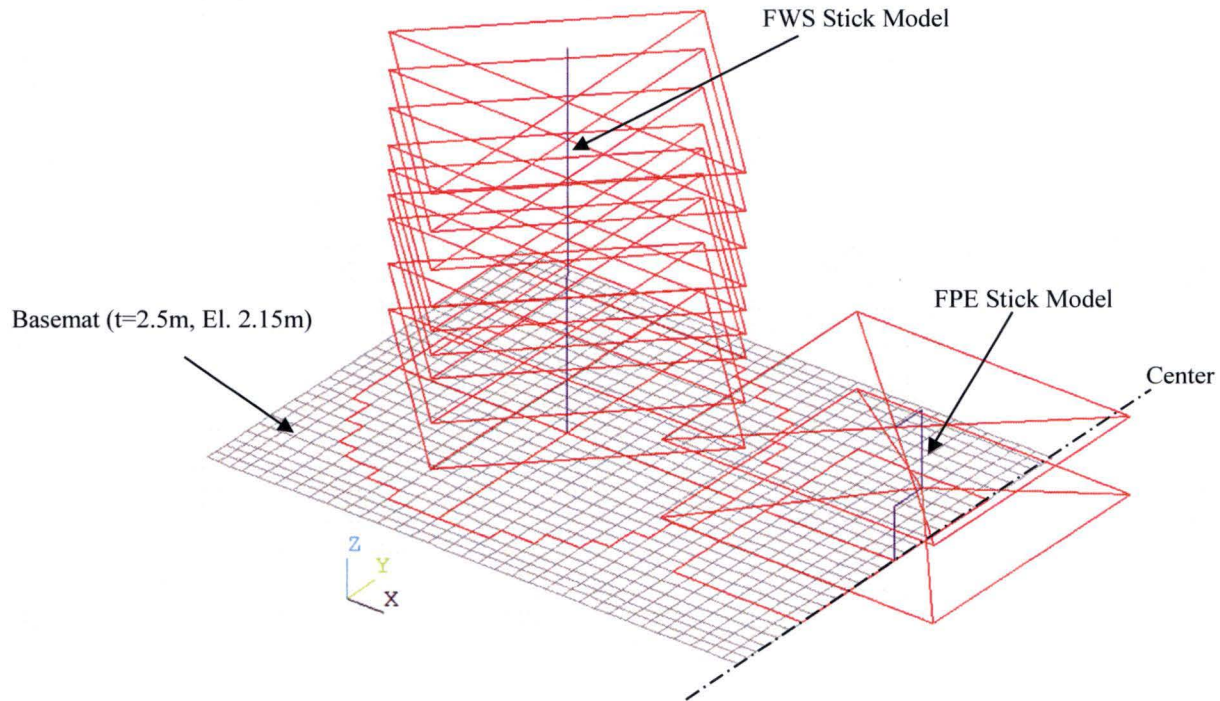 FWS Stick Model
FPE Stick Model
Basemat (t=2.5m, El. 2.15m)
Center
Z
Y
X